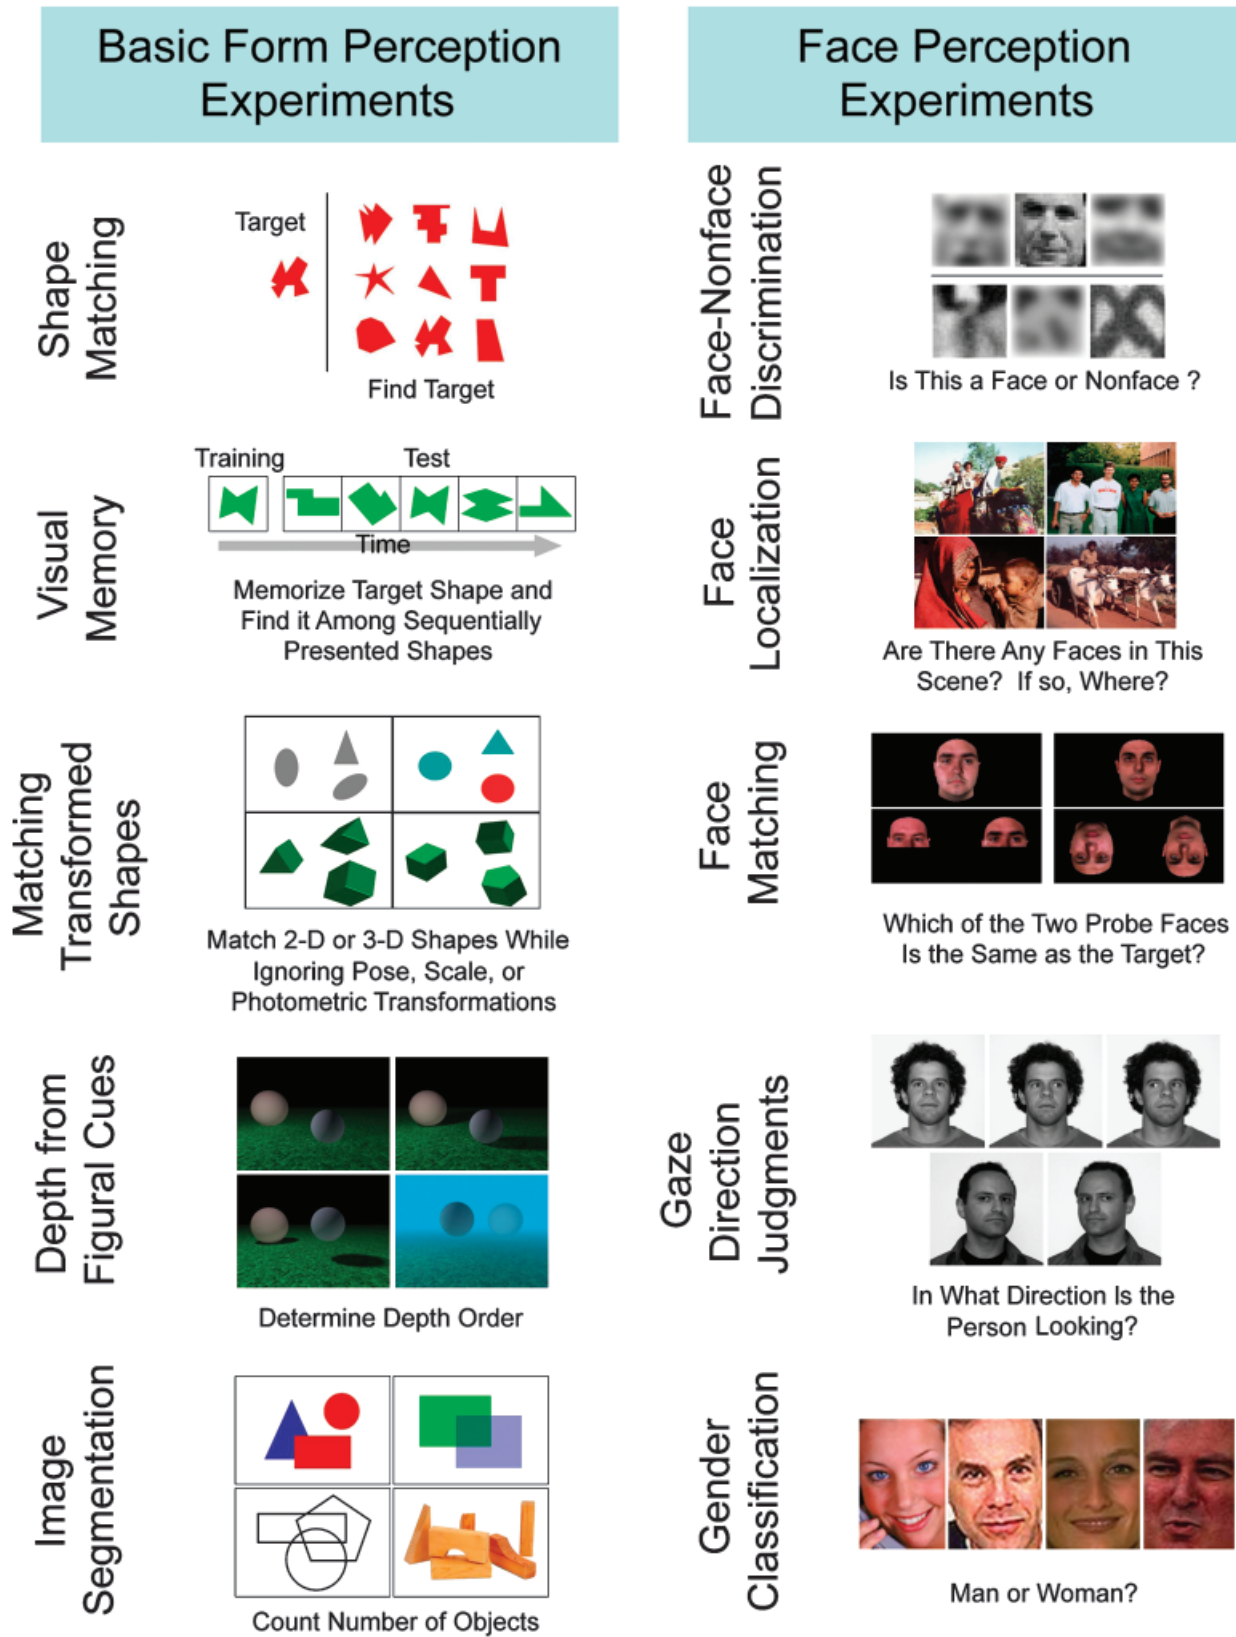 Basic Form Perception
Experiments
Shape
Matching
Target
Find Target
Visual
Memory
Training
Test
Time
Memorize Target Shape and
Find it Among Sequentially
Presented Shapes
Matching
Transformed
Shapes
Match 2-D or 3-D Shapes While
Ignoring Pose, Scale, or
Photometric Transformations
Depth from
Figural Cues
Determine Depth Order
Image
Segmentation
Count Number of Objects
Face Perception
Experiments
Face-Nonface
Discrimination
Is This a Face or Nonface ?
Face
Localization
Are There Any Faces in This
Scene? If so, Where?
Face
Matching
Which of the Two Probe Faces
Is the Same as the Target?
Gaze
Direction
Judgments
In What Direction Is the
Person Looking?
Gender
Classification
Man or Woman?